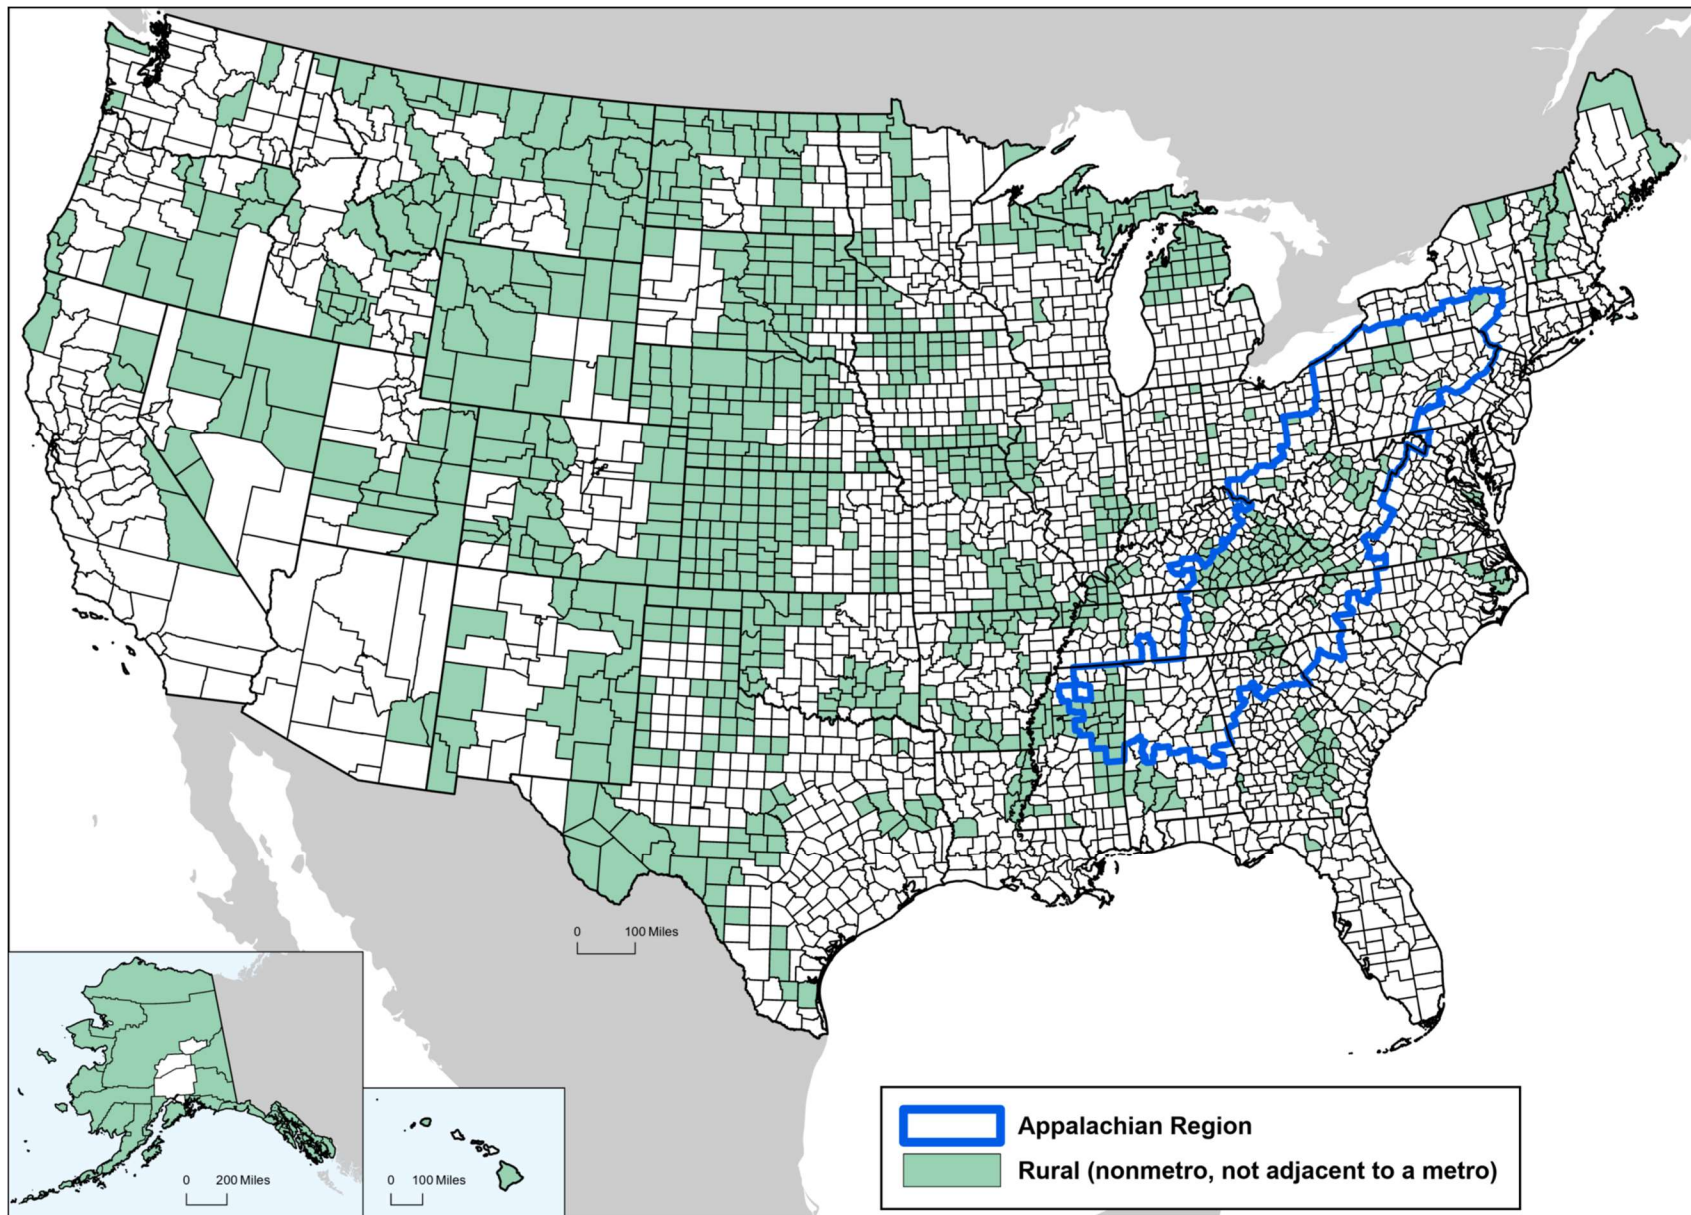 0 100 Miles
0 200 Miles
0 100 Miles
Appalachian Region
Rural (nonmetro, not adjacent to a metro)